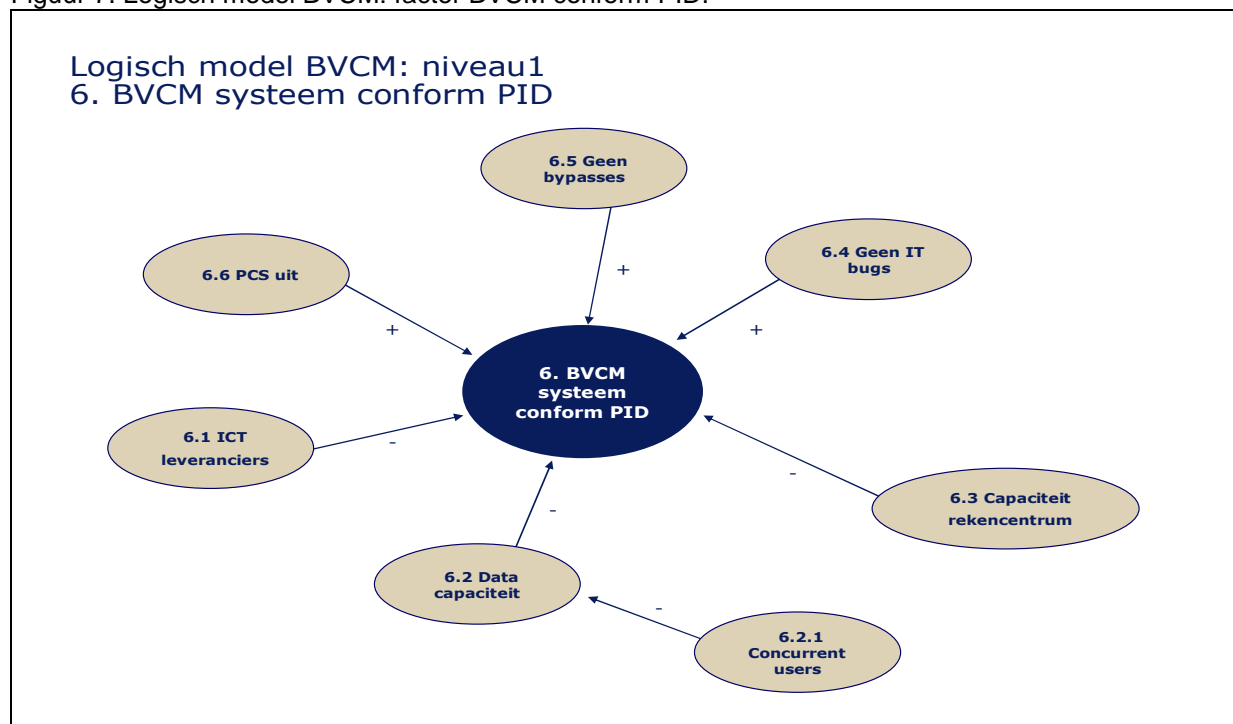 Figuur 7: Logisch model BVCM: factor BVCM conform PID.
Logisch model BVCM: niveau1
6. BVCM systeem conform PID
6.5 Geen
bypasses
6.6 PCS uit
6.4 Geen IT
bugs
+
+
+
6. BVCM
systeem
conform PID
6.1 ICT
leveranciers
-
-
6.3 Capaciteit
rekencentrum
-
6.2 Data
capaciteit
-
6.2.1
Concurrent
users